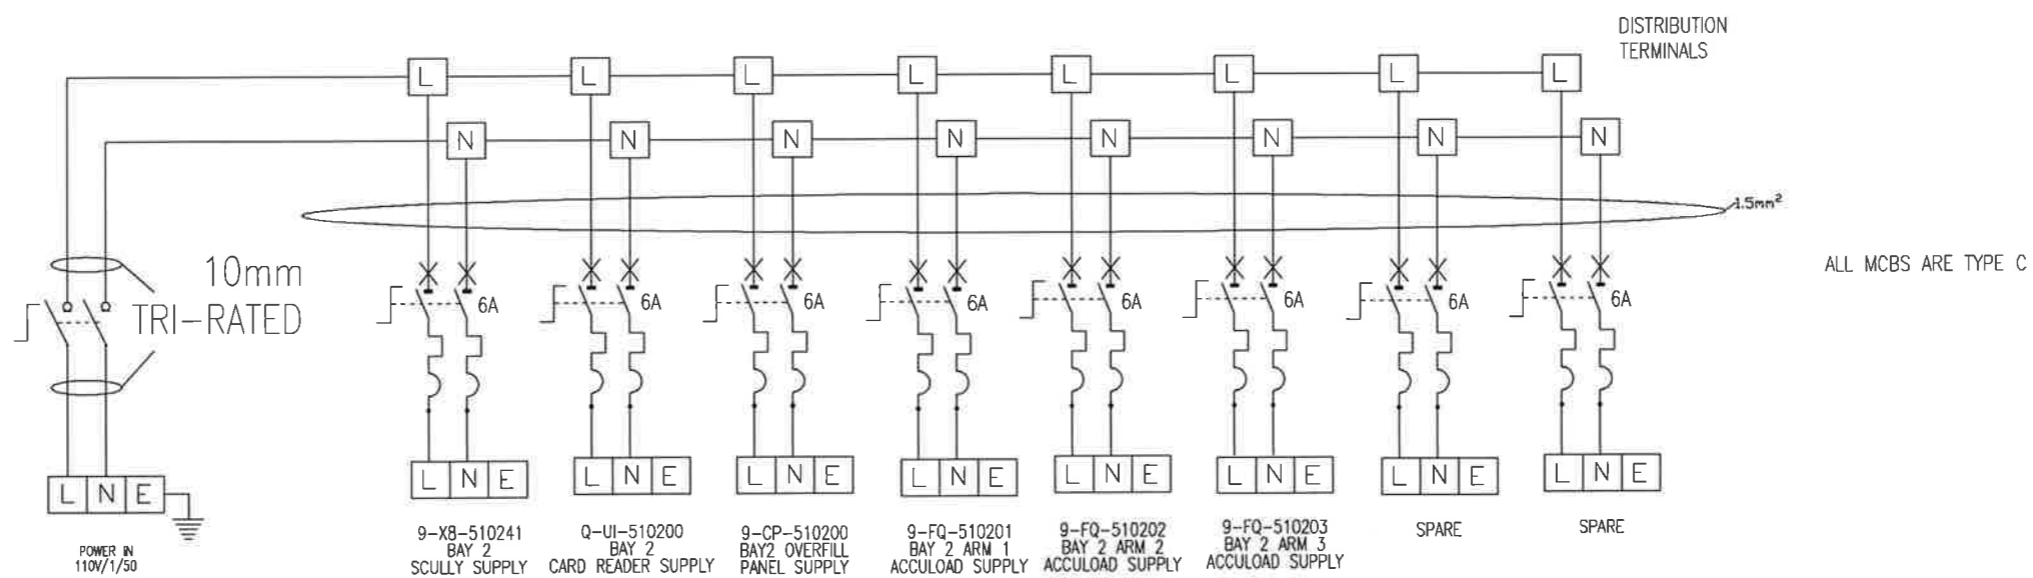 DISTRIBUTION
TERMINALS
L L L L L L L L
N N N N N N N N
1.5mm²
ALL MCBS ARE TYPE C
10mm
TRI-RATED
6A 6A 6A 6A 6A 6A 6A 6A
L N E
L N E
L N E
L N E
L N E
L N E
L N E
L N E
L N E
POWER IN
110V/1/50
9-X8-510241
BAY 2
SCULLY SUPPLY
Q-UI-510200
BAY 2
CARD READER SUPPLY
9-CP-510200
BAY2 OVERFILL
PANEL SUPPLY
9-FQ-510201
BAY 2 ARM 1
ACCULOAD SUPPLY
9-FQ-510202
BAY 2 ARM 2
ACCULOAD SUPPLY
9-FQ-510203
BAY 2 ARM 3
ACCULOAD SUPPLY
SPARE
SPARE